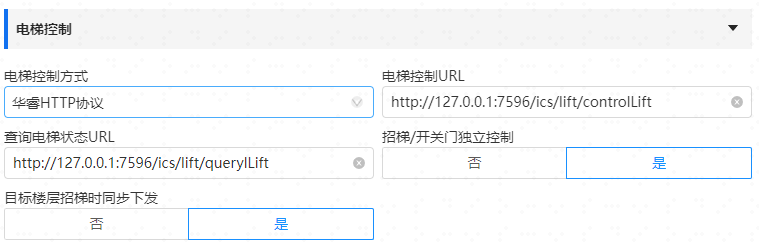 电梯控制
电梯控制方式
电梯控制URL
华睿HTTP协议
http://127.0.0.1:7596/ics/lift/controlLift
查询电梯状态URL
招梯/开关门独立控制
http://127.0.0.1:7596/ics/lift/querylLift
否
是
目标楼层招梯时同步下发
否
是